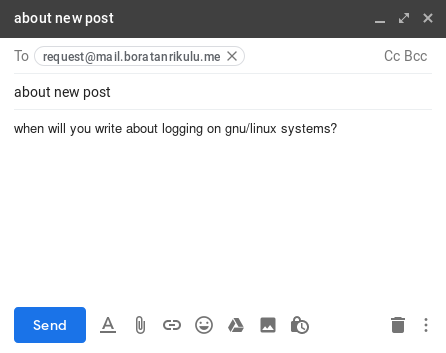 about new post
To request@mail.boratanrikulu.me Cc Bcc
about new post
when will you write about logging on gnu/linux systems?
Send